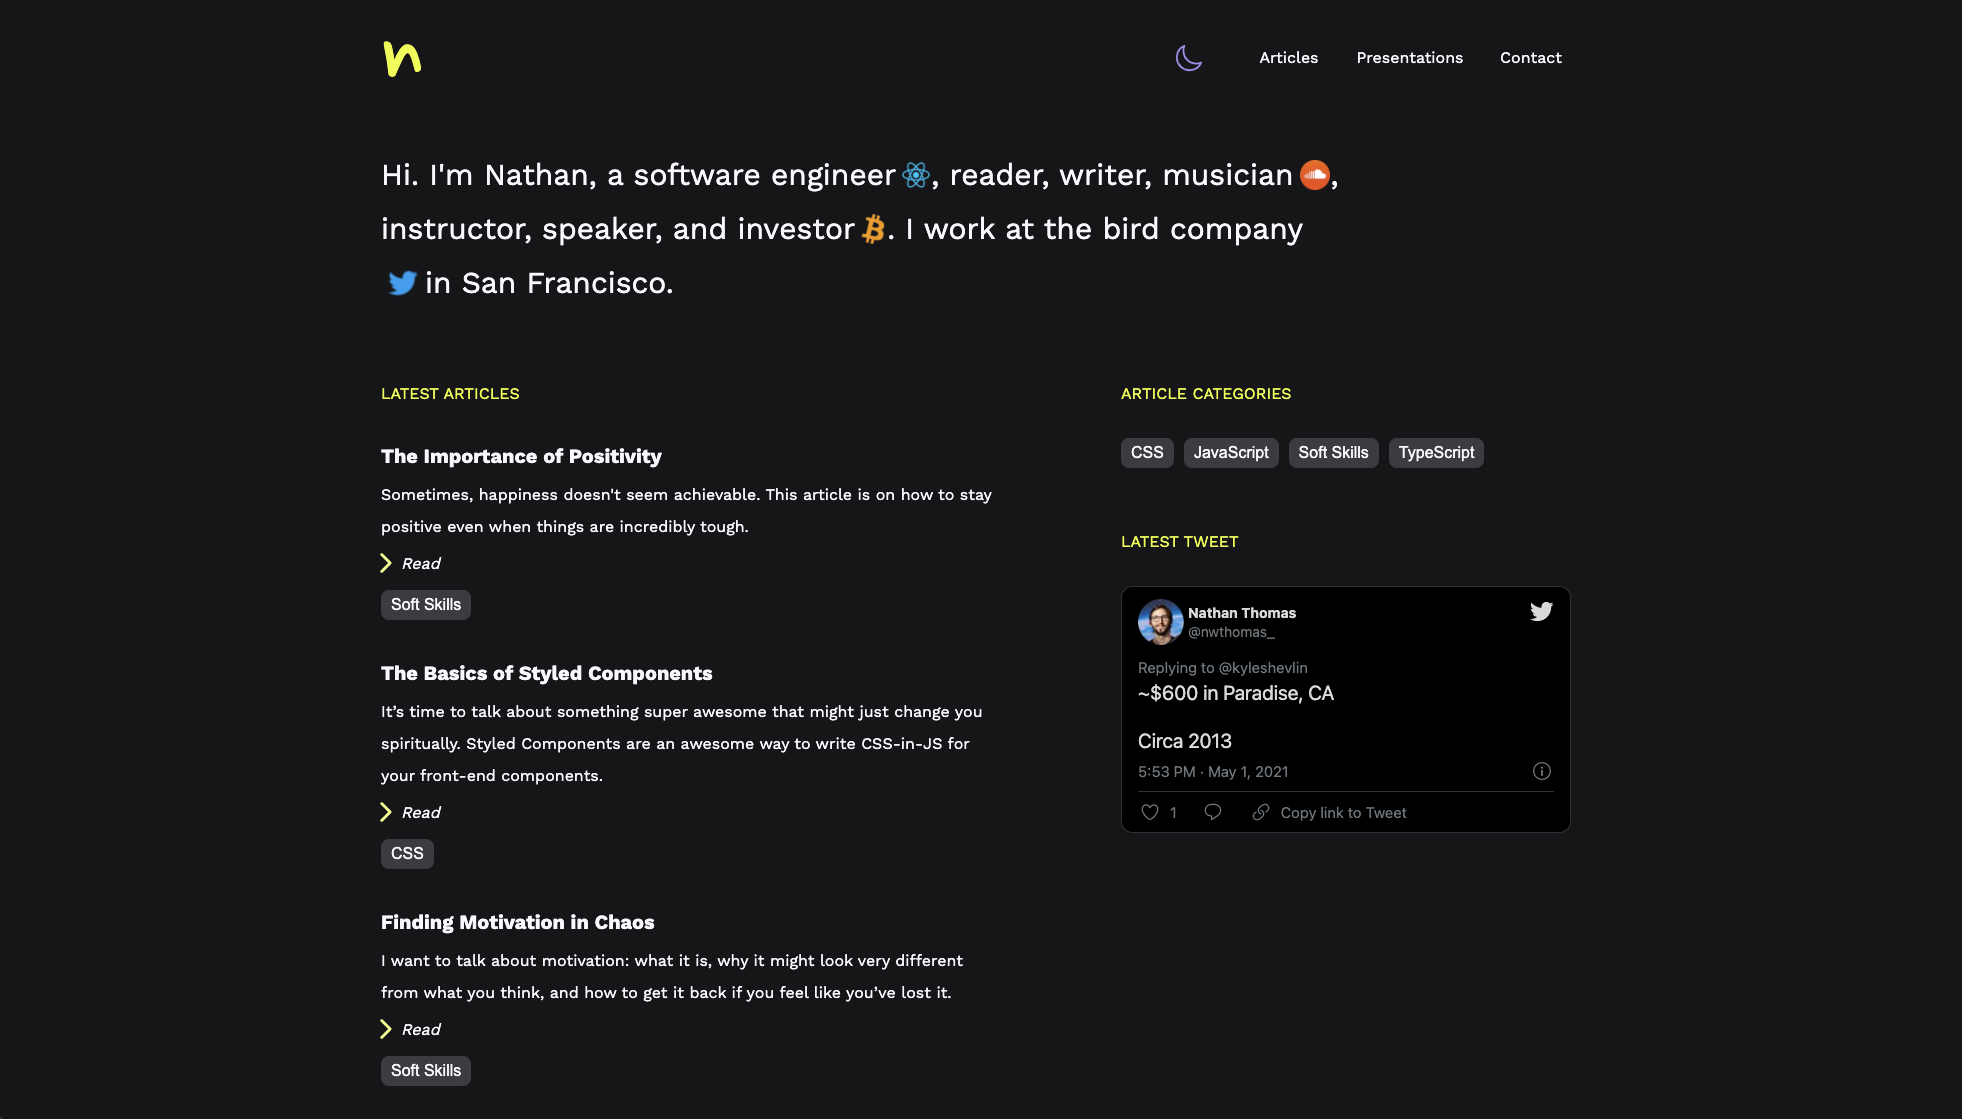 n
Articles
Presentations
Contact
Hi. I'm Nathan, a software engineer, reader, writer, musician,
instructor, speaker, and investor. I work at the bird company
in San Francisco.
LATEST ARTICLES
The Importance of Positivity
Sometimes, happiness doesn't seem achievable. This article is on how to stay
positive even when things are incredibly tough.
Read
Soft Skills
The Basics of Styled Components
It’s time to talk about something super awesome that might just change you
spiritually. Styled Components are an awesome way to write CSS-in-JS for
your front-end components.
Read
CSS
Finding Motivation in Chaos
I want to talk about motivation: what it is, why it might look very different
from what you think, and how to get it back if you feel like you’ve lost it.
Read
Soft Skills
ARTICLE CATEGORIES
CSS
JavaScript
Soft Skills
TypeScript
LATEST TWEET
Nathan Thomas
@nwthomas_
Replying to @kyleshevlin
~$600 in Paradise, CA
Circa 2013
5:53 PM · May 1, 2021
1
Copy link to Tweet